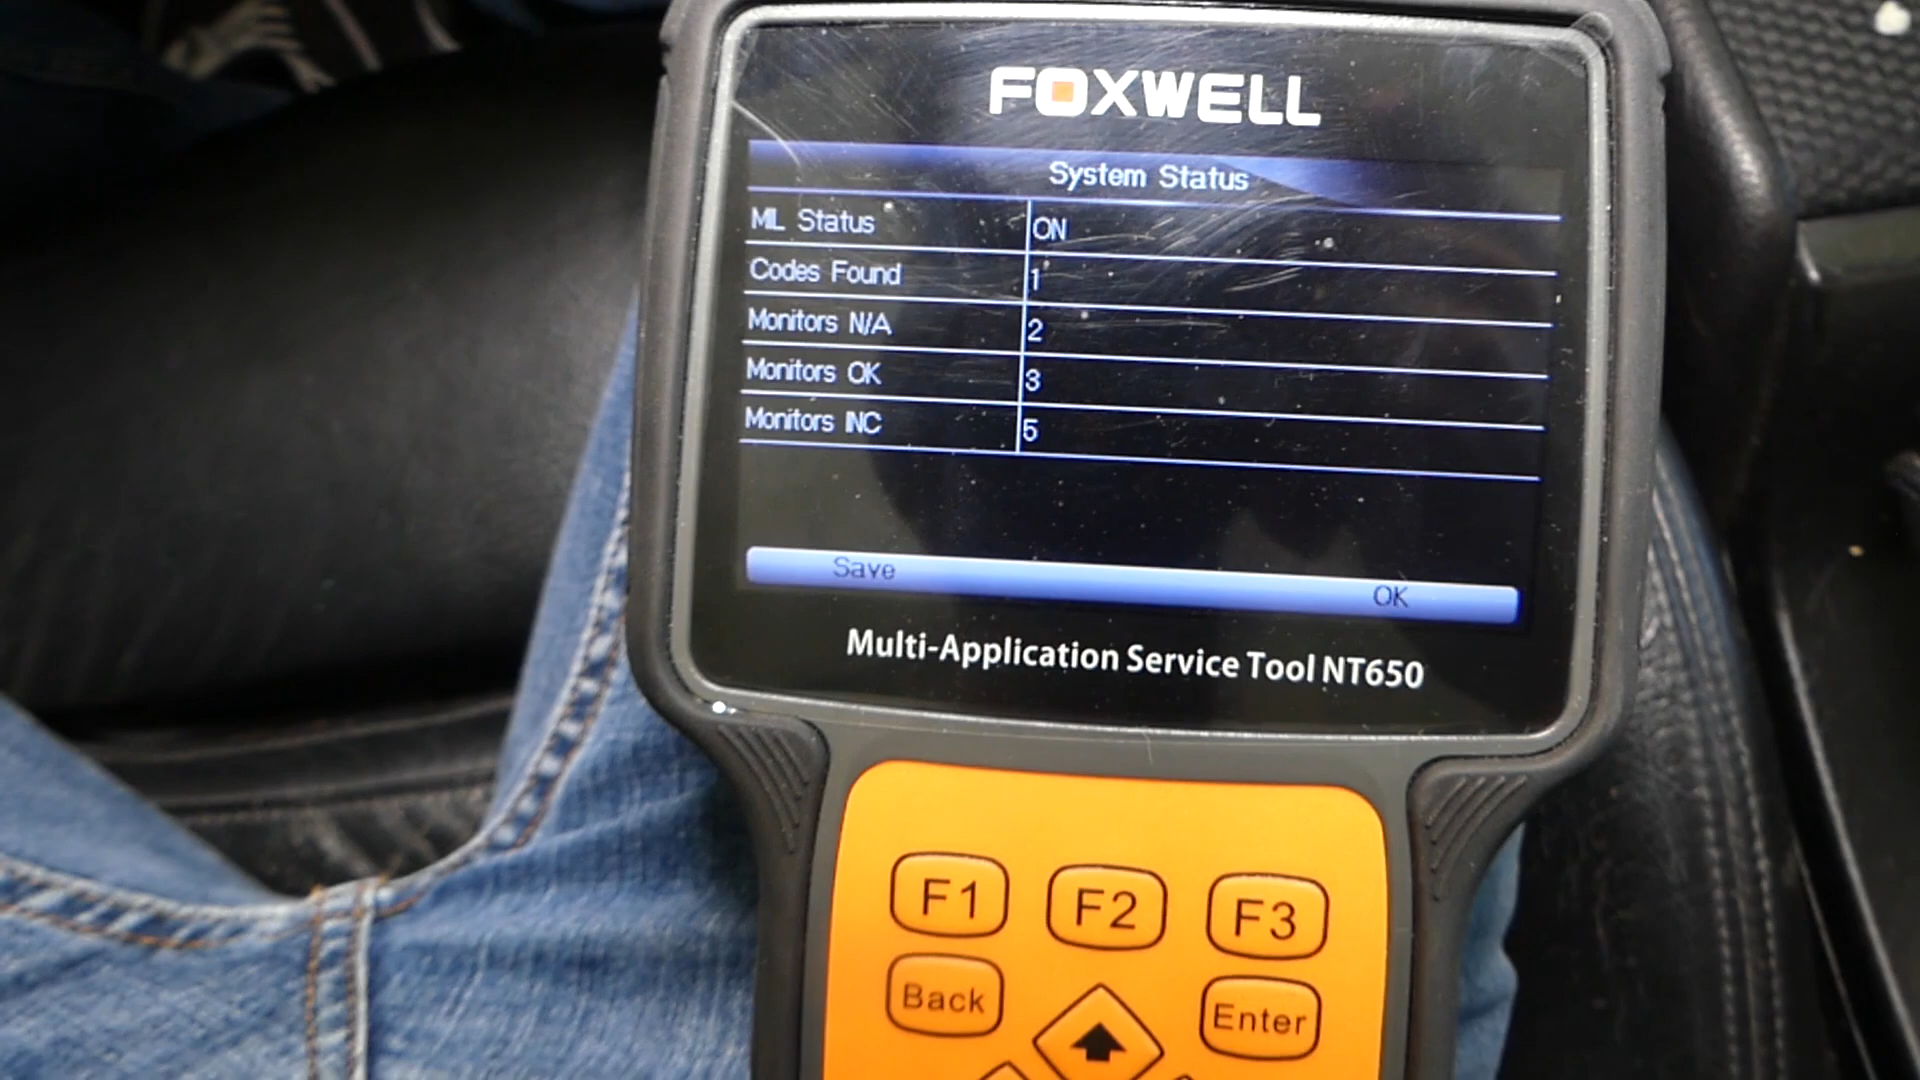 FOXWELL
System Status
MIL Status ON
Codes Found 1
Monitors N/A 2
Monitors OK 3
Monitors INC 5
Save OK
Multi-Application Service Tool NT650
F1 F2 F3
Back Enter